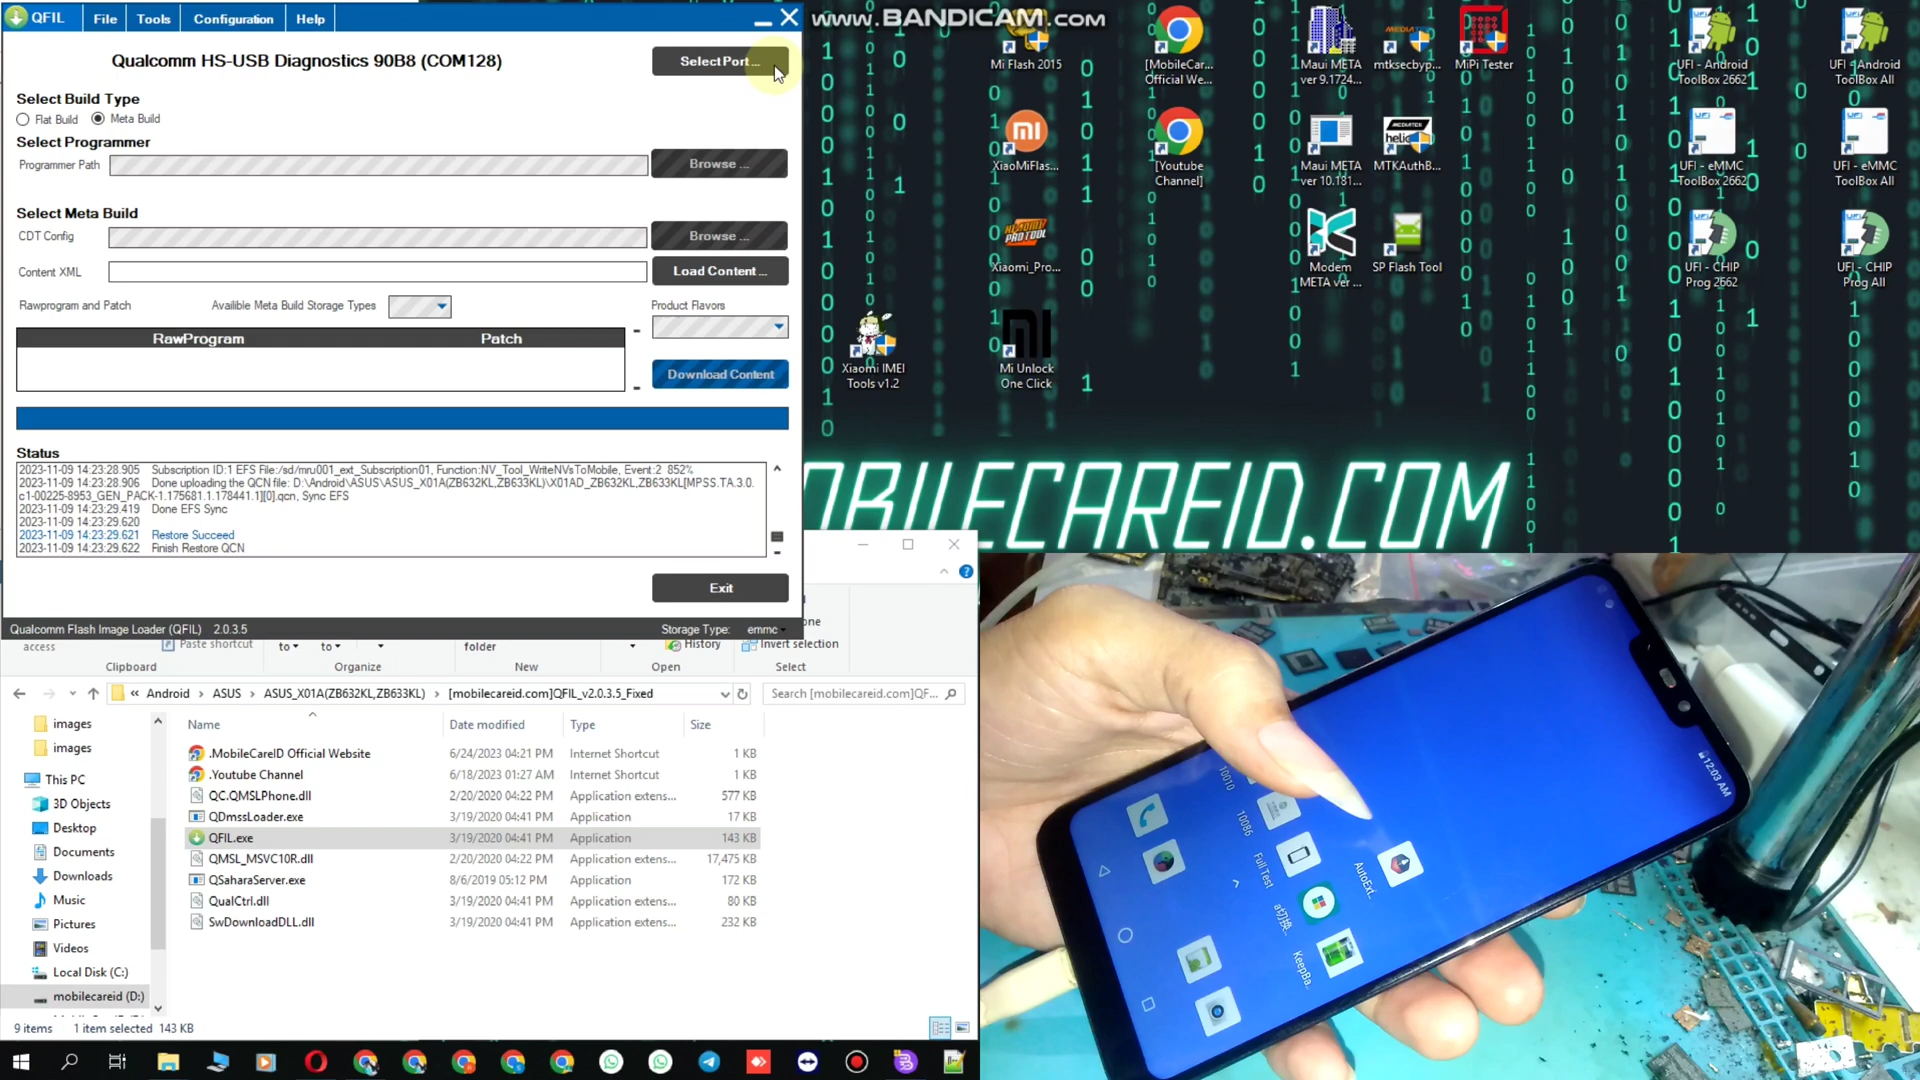 QFIL
File
Tools
Configuration
Help
www.BANDICAM.com
Qualcomm HS-USB Diagnostics 90B8 (COM128)
Select Port...
Select Build Type
Flat Build
Meta Build
Select Programmer
Programmer Path
Browse ...
Select Meta Build
CDT Config
Browse ...
Content XML
Load Content ...
Rawprogram and Patch
Availible Meta Build Storage Types
Product Flavors
RawProgram
Patch
Download Content
Status
2023-11-09 14:23:28.905 Subscription ID:1 EFS File:/sd/mru001_ext_Subscription01, Function:NV_Tool_WriteNVsToMobile, Event:2 852%
2023-11-09 14:23:28.906 Done uploading the QCN file: D:\Android\ASUS\ASUS_X01A(ZB632KL,ZB633KL)\X01AD_ZB632KL,ZB633KL[MPSS.TA.3.0.
c1-00225-8953_GEN_PACK-1.175681.1.178441.1][0].qcn, Sync EFS
2023-11-09 14:23:29.419 Done EFS Sync
2023-11-09 14:23:29.620
2023-11-09 14:23:29.621 Restore Succeed
2023-11-09 14:23:29.622 Finish Restore QCN
Exit
Qualcomm Flash Image Loader (QFIL) 2.0.3.5
Storage Type: emmc
Mi Flash 2015
[MobileCar...
Official We...
Maui META
ver 9.1724...
mtksecbyp...
MiPi Tester
UFI - Android
ToolBox 2662
UFI - Android
ToolBox All
XiaoMiFlas...
[Youtube
Channel]
Maui META
ver 10.181...
MTKAuthB...
UFI - eMMC
ToolBox 2662
UFI - eMMC
ToolBox All
Xiaomi_Pro...
Modem
META ver ...
SP Flash Tool
UFI - CHIP
Prog 2662
UFI - CHIP
Prog All
Xiaomi IMEI
Tools v1.2
Mi Unlock
One Click
OBILECAREID.COM
access
Paste shortcut
to
to
folder
History
Invert selection
Clipboard
Organize
New
Open
Select
Android
ASUS
ASUS_X01A(ZB632KL,ZB633KL)
[mobilecareid.com]QFIL_v2.0.3.5_Fixed
Search [mobilecareid.com]QF...
Name
Date modified
Type
Size
.MobileCareID Official Website 6/24/2023 04:21 PM Internet Shortcut 1 KB
.Youtube Channel 6/18/2023 01:27 AM Internet Shortcut 1 KB
QC.QMSLPhone.dll 2/20/2020 04:22 PM Application extens... 577 KB
QDmssLoader.exe 3/19/2020 04:41 PM Application 17 KB
QFIL.exe 3/19/2020 04:41 PM Application 143 KB
QMSL_MSVC10R.dll 2/20/2020 04:22 PM Application extens... 17,475 KB
QSaharaServer.exe 8/6/2019 05:12 PM Application 172 KB
QualCtrl.dll 3/19/2020 04:41 PM Application extens... 80 KB
SwDownloadDLL.dll 3/19/2020 04:41 PM Application extens... 232 KB
images
images
This PC
3D Objects
Desktop
Documents
Downloads
Music
Pictures
Videos
Local Disk (C:)
mobilecareid (D:)
9 items
1 item selected 143 KB
12:03 AM
10010
10086
Full Test
AutoExt...
KeepBa...